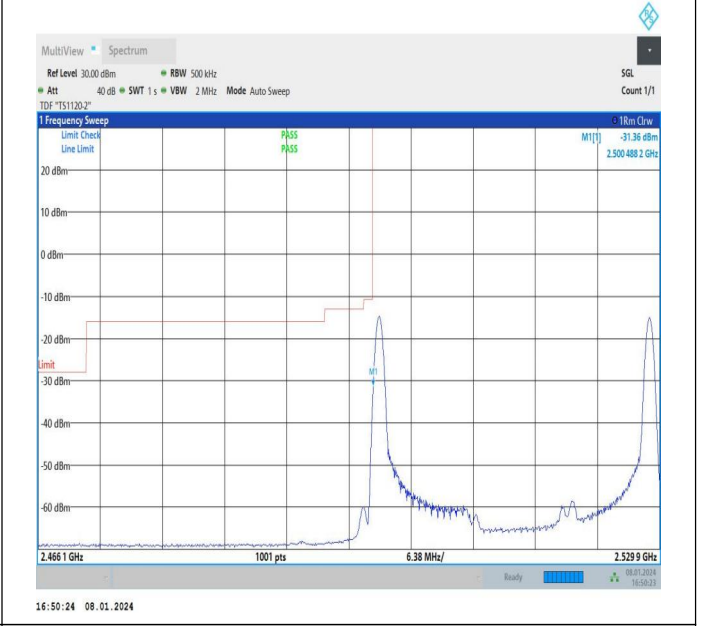 R S
MultiView Spectrum
Ref Level 30.00 dBm RBW 500 kHz SGL
Att 40 dB SWT 1 s VBW 2 MHz Mode Auto Sweep Count 1/1
TDF "TS1120-2"
1 Frequency Sweep 1Rm Clrw
Limit Check PASS M1[1] -31.36 dBm
Line Limit PASS 2.500 488 2 GHz
20 dBm
10 dBm
0 dBm
-10 dBm
-20 dBm
Limit
M1
-30 dBm
-40 dBm
-50 dBm
-60 dBm
2.466 1 GHz 1001 pts 6.38 MHz/ 2.529 9 GHz
Ready 08.01.2024
16:50:23
16:50:24 08.01.2024